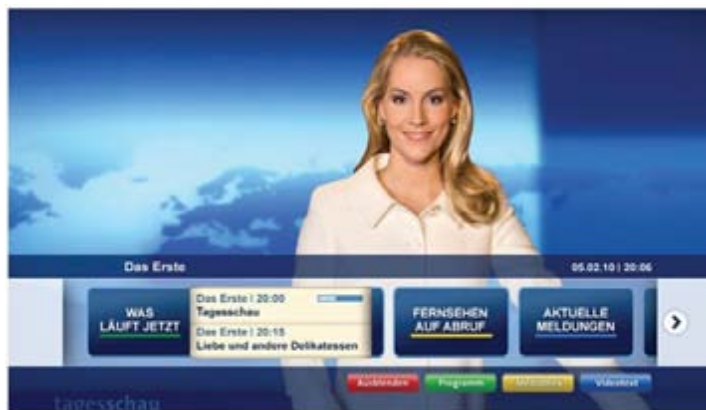 Das Erste
05.02.10 | 20:06
WAS
LÄUFT JETZT
Das Erste | 20:00
Tagesschau
Das Erste | 20:15
Liebe und andere Delikatessen
FERNSEHEN
AUF ABRUF
AKTUELLE
MELDUNGEN
Ausblenden
Programm
Mediathek
Videotext
tagesschau